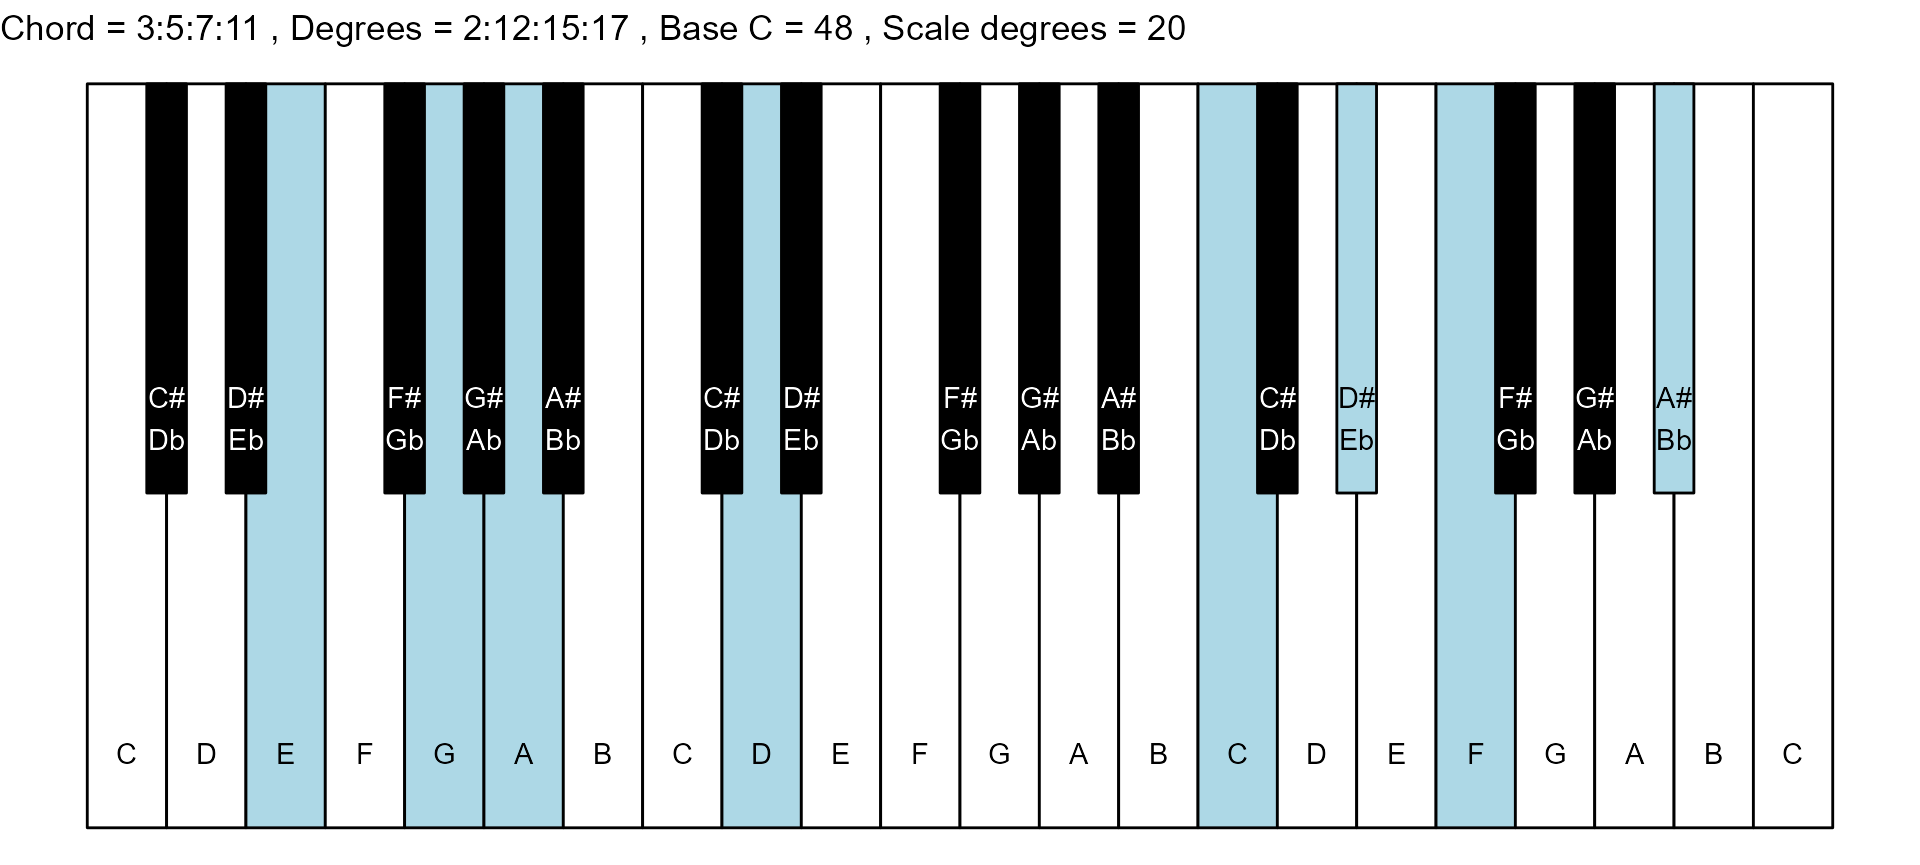 Chord = 3:5:7:11 , Degrees = 2:12:15:17 , Base C = 48 , Scale degrees = 20
C# D# F# G# A# C# D# F# G# A# C# D# F# G# A#
Db Eb Gb Ab Bb Db Eb Gb Ab Bb Db Eb Gb Ab Bb
C D E F G A B C D E F G A B C D E F G A B C